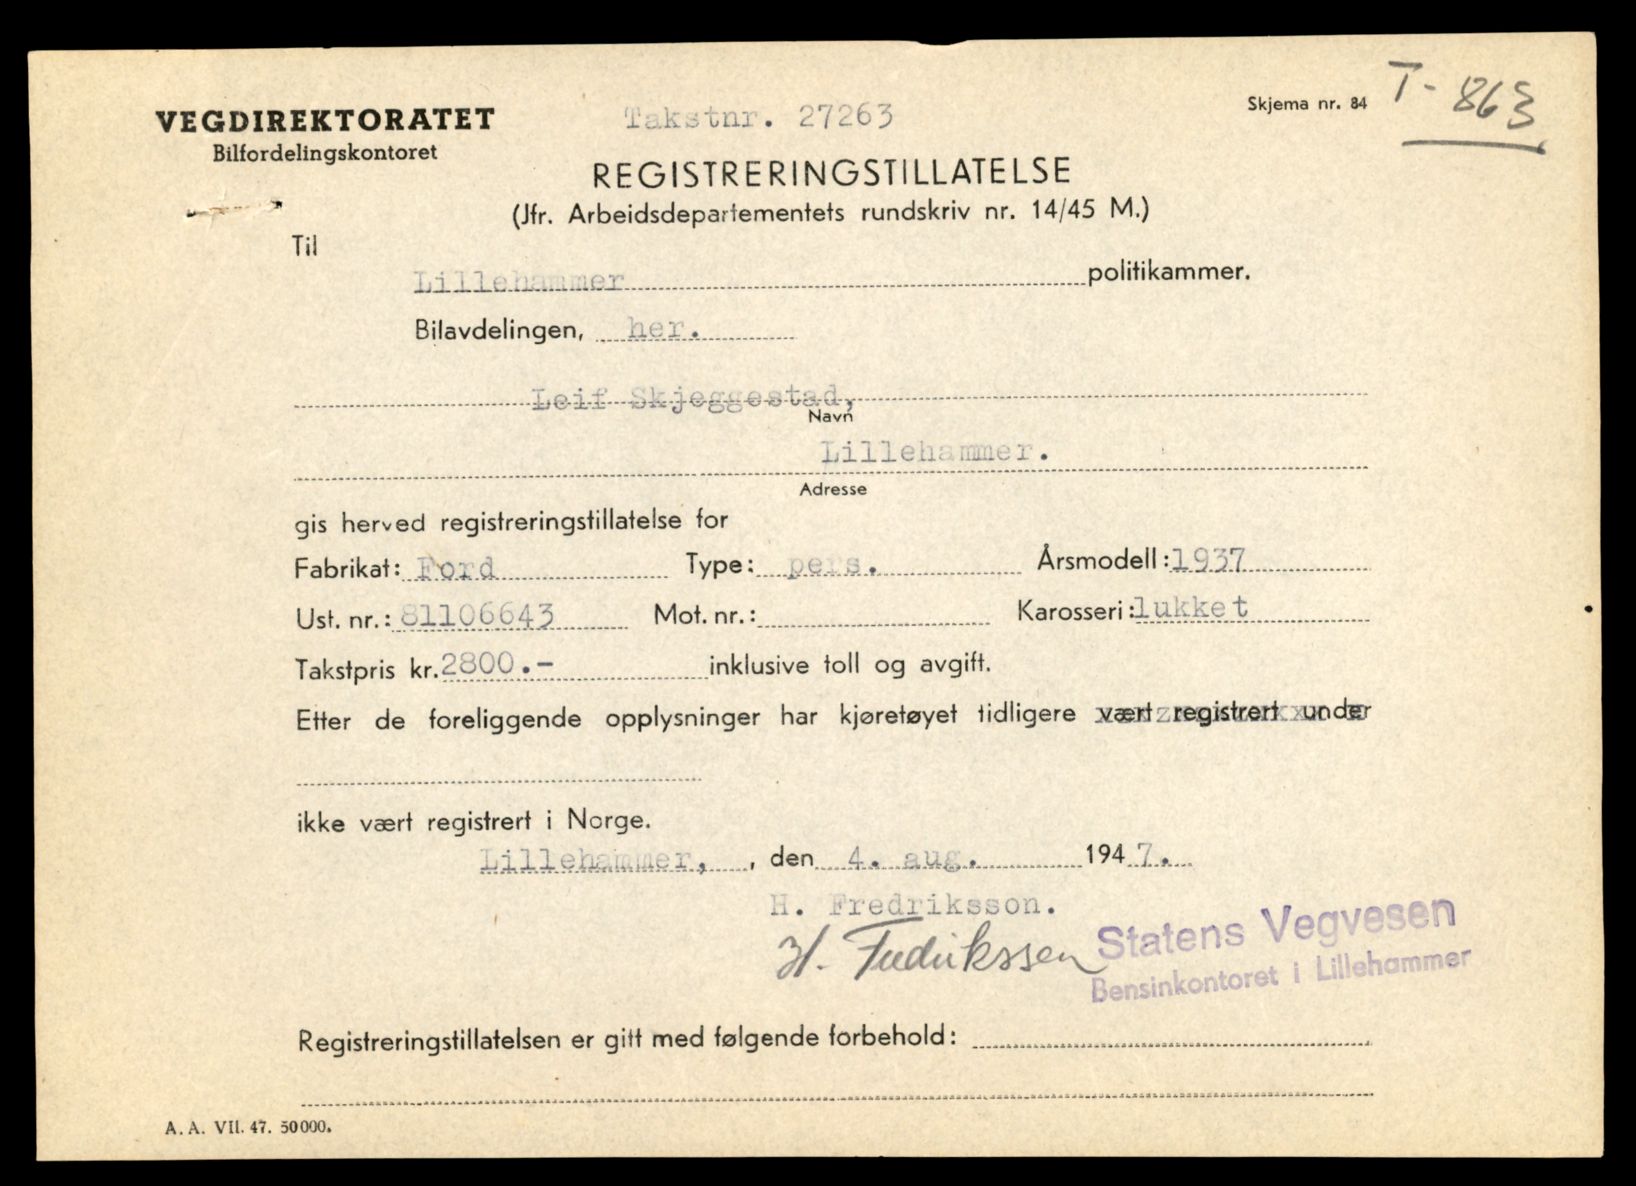 T-863
VEGDIREKTORATET Takstnr. 27263 Skjema nr. 84
Bilfordelingskontoret
REGISTRERINGSTILLATELSE
(Jfr. Arbeidsdepartementets rundskriv nr. 14/45 M.)
Til
Lillehammer politikammer.
Bilavdelingen, her.
Leif Skjeggestad,
Navn
Lillehammer.
Adresse
gis herved registreringstillatelse for
Fabrikat: Ford Type: pers. Årsmodell: 1937
Ust. nr.: 81106643 Mot. nr.: Karosseri: lukket
Takstpris kr. 2800.- inklusive toll og avgift.
Etter de foreliggende opplysninger har kjøretøyet tidligere vært registrert under
ikke vært registrert i Norge.
Lillehammer, , den 4. aug. 1947.
H. Fredriksson.
H. Fredrikssen
Statens Vegvesen
Bensinkontoret i Lillehammer
Registreringstillatelsen er gitt med følgende forbehold:
A. A. VII. 47. 50000.